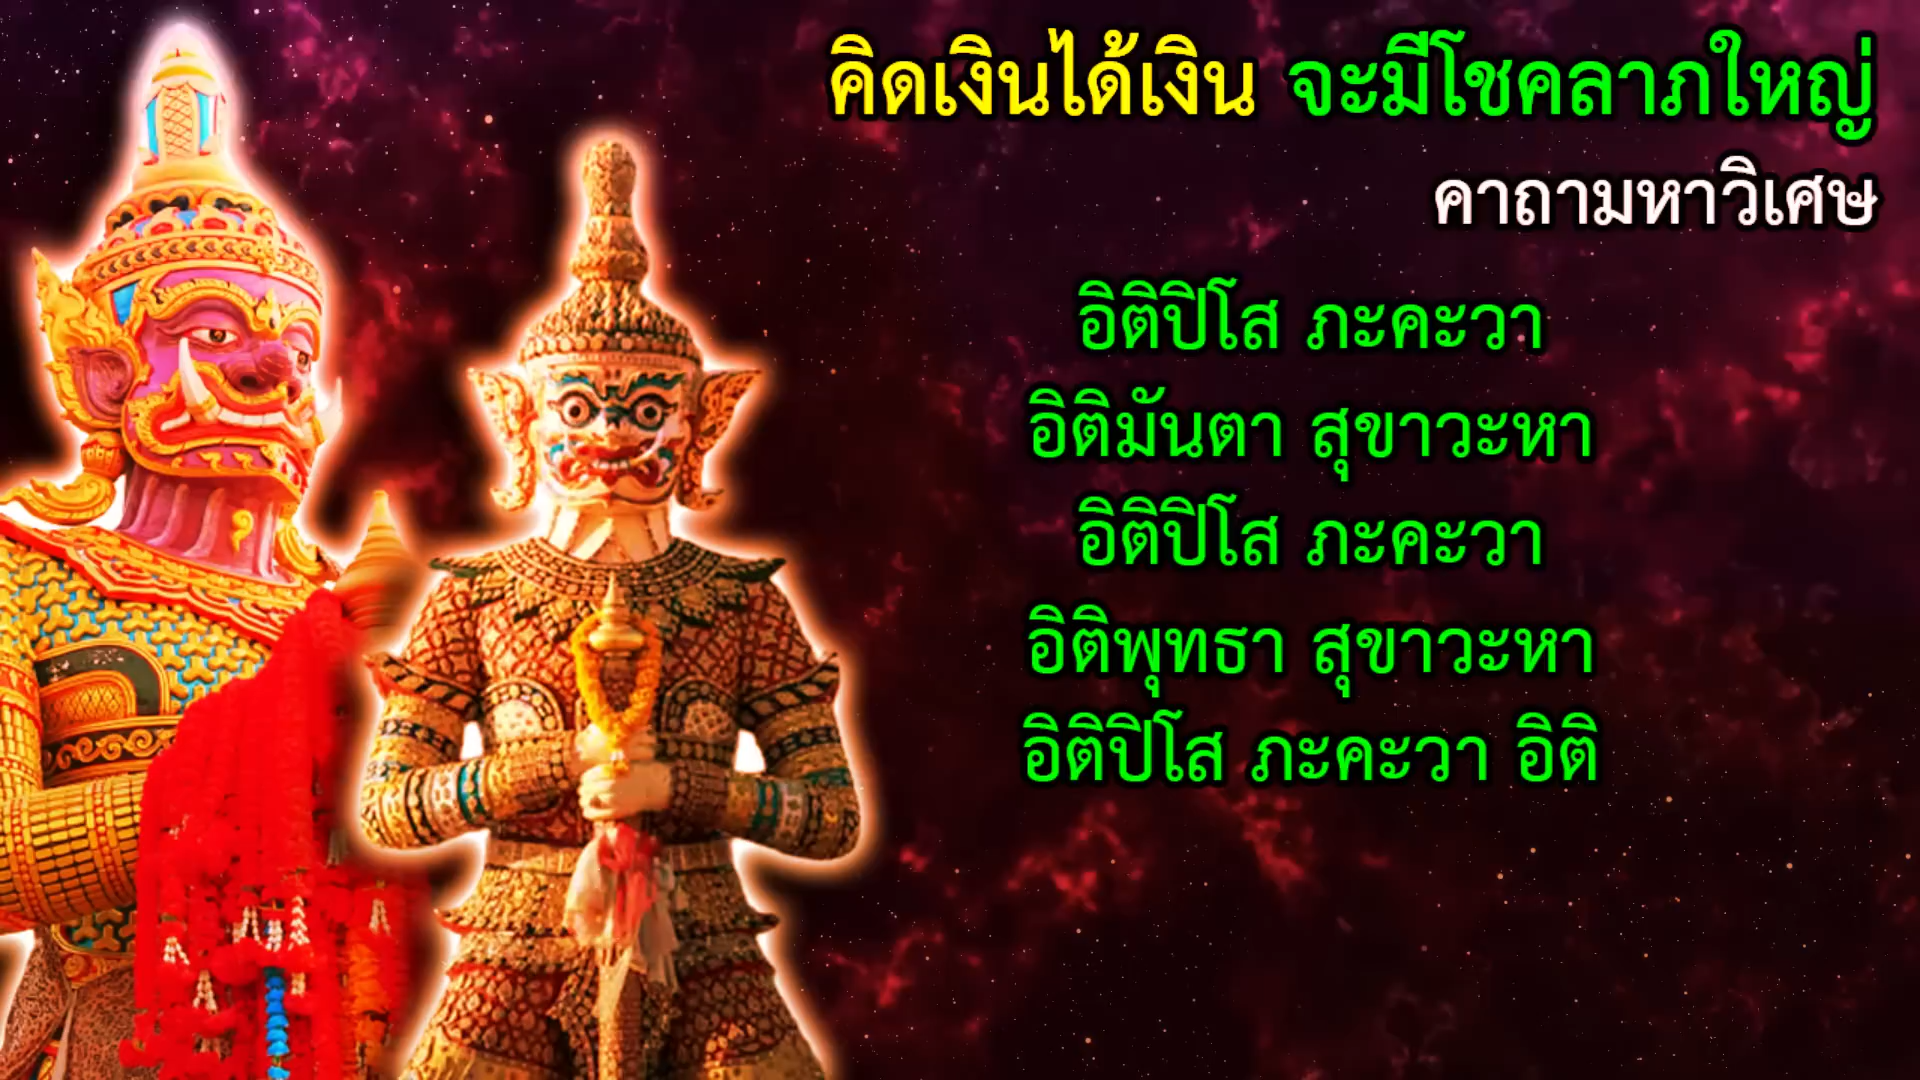 คิดเงินได้เงิน จะมีโชคลาภใหญ่
คาถามหาวิเศษ
อิติปิโส ภะคะวา
อิติมันตา สุขาวะหา
อิติปิโส ภะคะวา
อิติพุทธา สุขาวะหา
อิติปิโส ภะคะวา อิติ